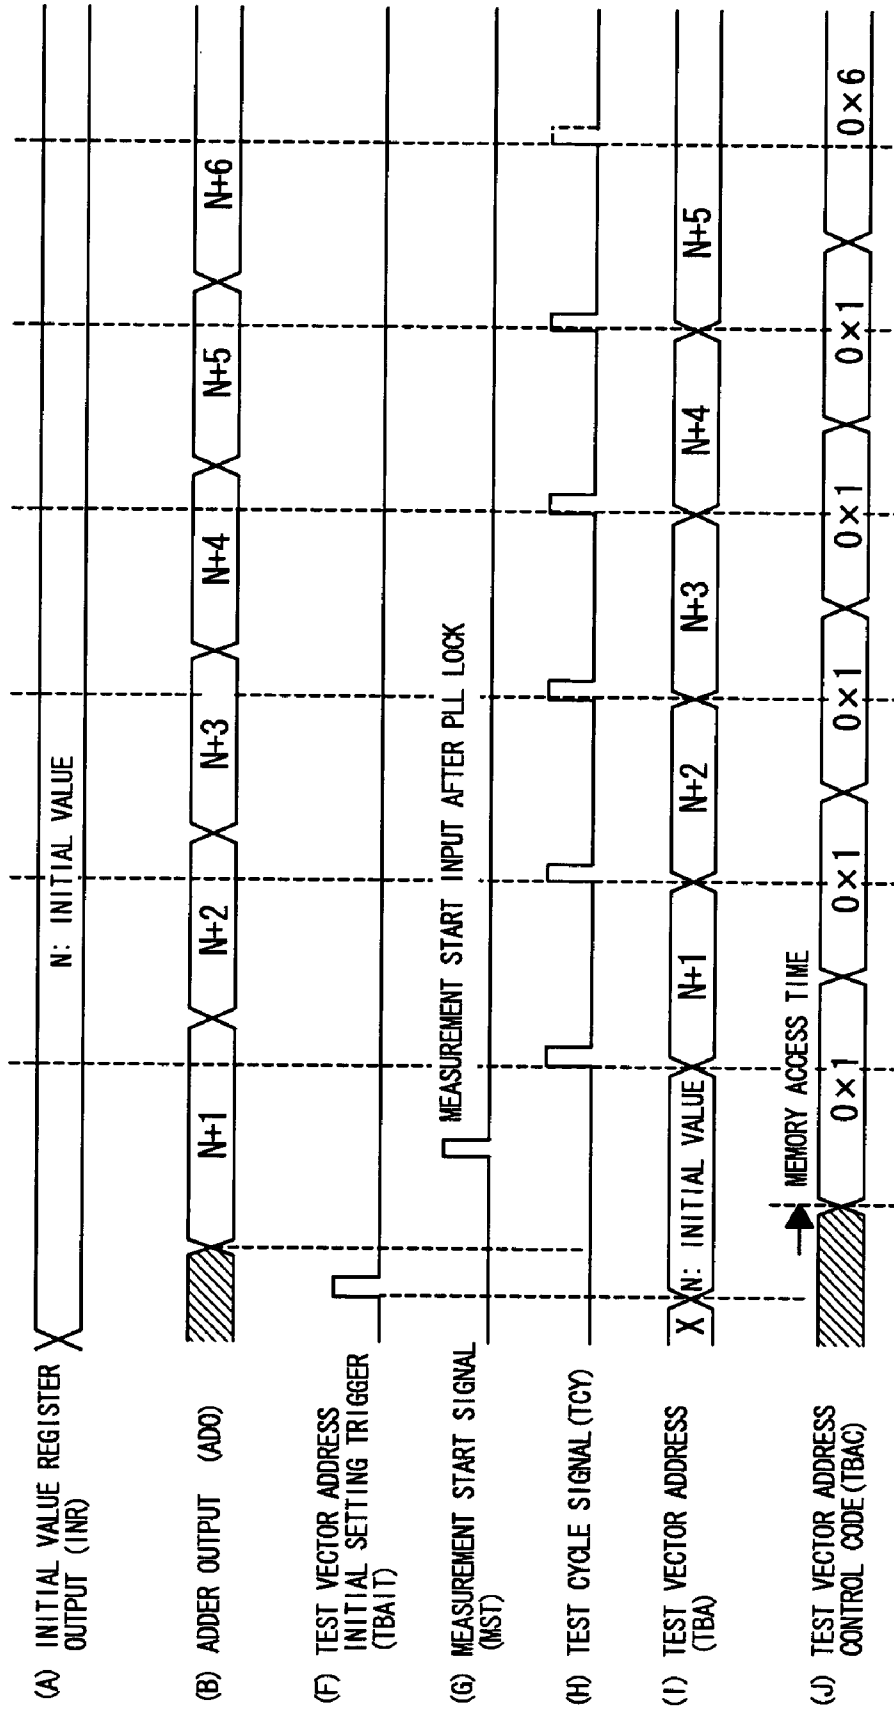 (A) INITIAL VALUE REGISTER
OUTPUT (INR)
N: INITIAL VALUE
(B) ADDER OUTPUT (ADO)
N+1
N+2
N+3
N+4
N+5
N+6
(F) TEST VECTOR ADDRESS
INITIAL SETTING TRIGGER
(TBAIT)
(G) MEASUREMENT START SIGNAL
(MST)
MEASUREMENT START INPUT AFTER PLL LOCK
(H) TEST CYCLE SIGNAL(TCY)
(I) TEST VECTOR ADDRESS
(TBA)
X
N: INITIAL VALUE
N+1
N+2
N+3
N+4
N+5
MEMORY ACCESS TIME
(J) TEST VECTOR ADDRESS
CONTROL CODE(TBAC)
0×1
0×1
0×1
0×1
0×1
0×6